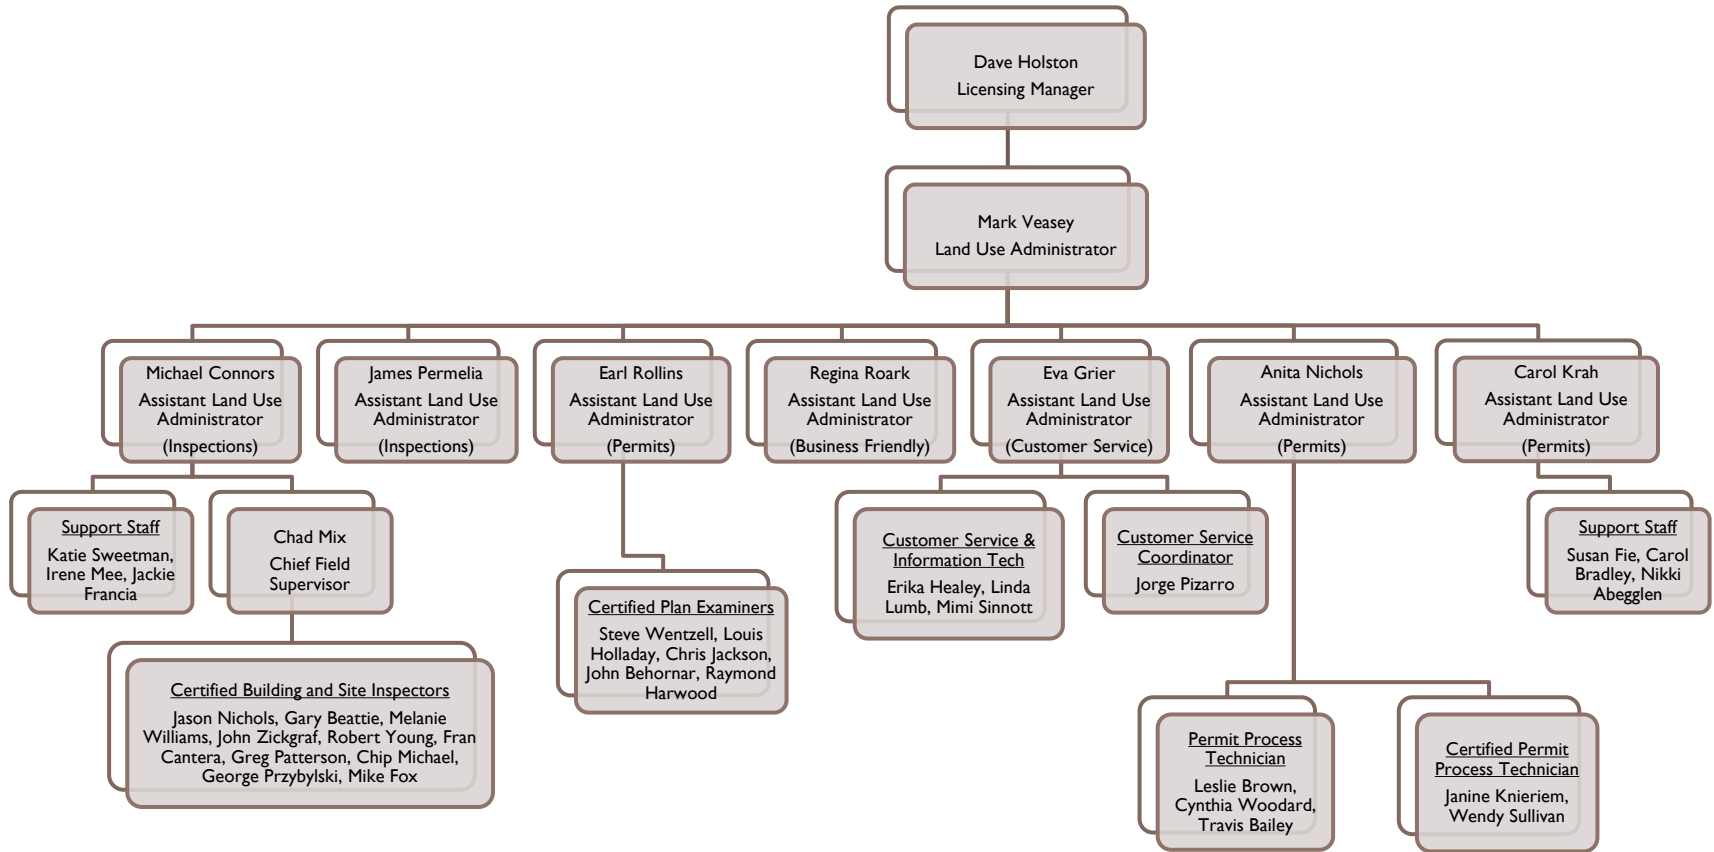 Dave Holston
Licensing Manager
Mark Veasey
Land Use Administrator
Michael Connors
Assistant Land Use
Administrator
(Inspections)
James Permelia
Assistant Land Use
Administrator
(Inspections)
Earl Rollins
Assistant Land Use
Administrator
(Permits)
Regina Roark
Assistant Land Use
Administrator
(Business Friendly)
Eva Grier
Assistant Land Use
Administrator
(Customer Service)
Anita Nichols
Assistant Land Use
Administrator
(Permits)
Carol Krah
Assistant Land Use
Administrator
(Permits)
Support Staff
Katie Sweetman,
Irene Mee, Jackie
Francia
Chad Mix
Chief Field
Supervisor
Certified Building and Site Inspectors
Jason Nichols, Gary Beattie, Melanie
Williams, John Zickgraf, Robert Young, Fran
Cantera, Greg Patterson, Chip Michael,
George Przybylski, Mike Fox
Certified Plan Examiners
Steve Wentzell, Louis
Holladay, Chris Jackson,
John Behornar, Raymond
Harwood
Customer Service &
Information Tech
Erika Healey, Linda
Lumb, Mimi Sinnott
Customer Service
Coordinator
Jorge Pizarro
Permit Process
Technician
Leslie Brown,
Cynthia Woodard,
Travis Bailey
Certified Permit
Process Technician
Janine Knieriem,
Wendy Sullivan
Support Staff
Susan Fie, Carol
Bradley, Nikki
Abegglen